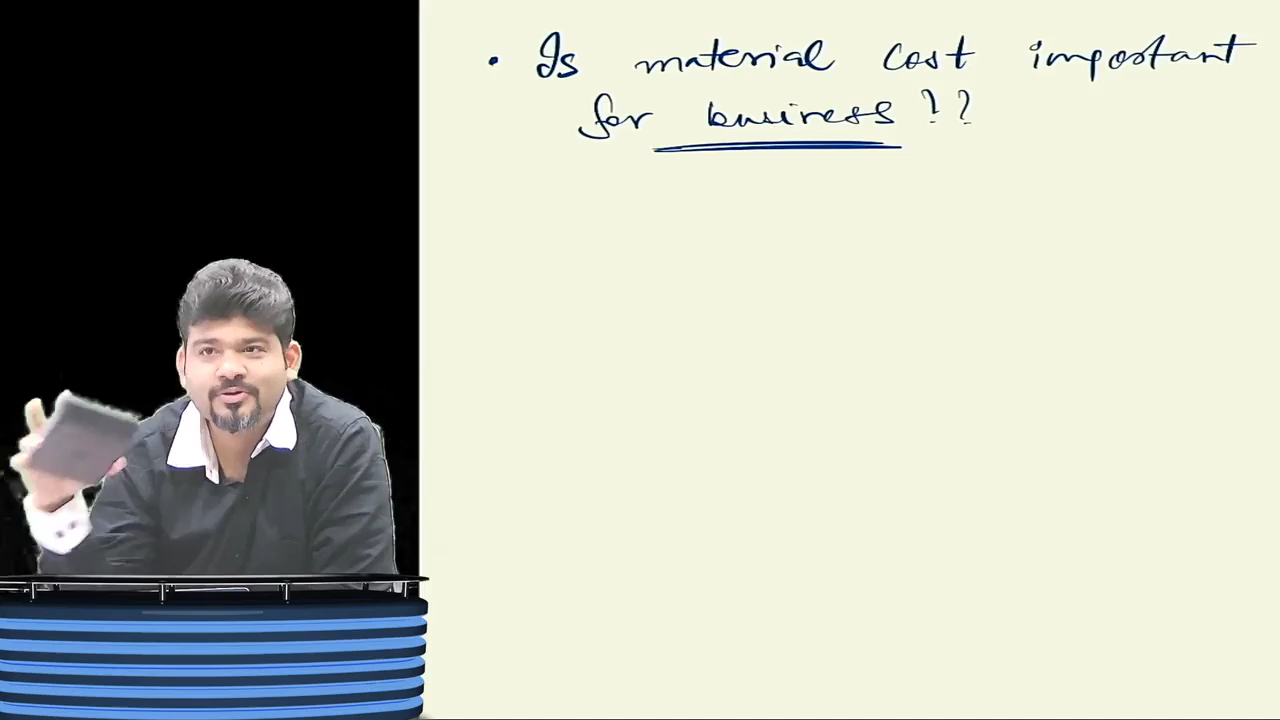 • Is material cost important
for business ??